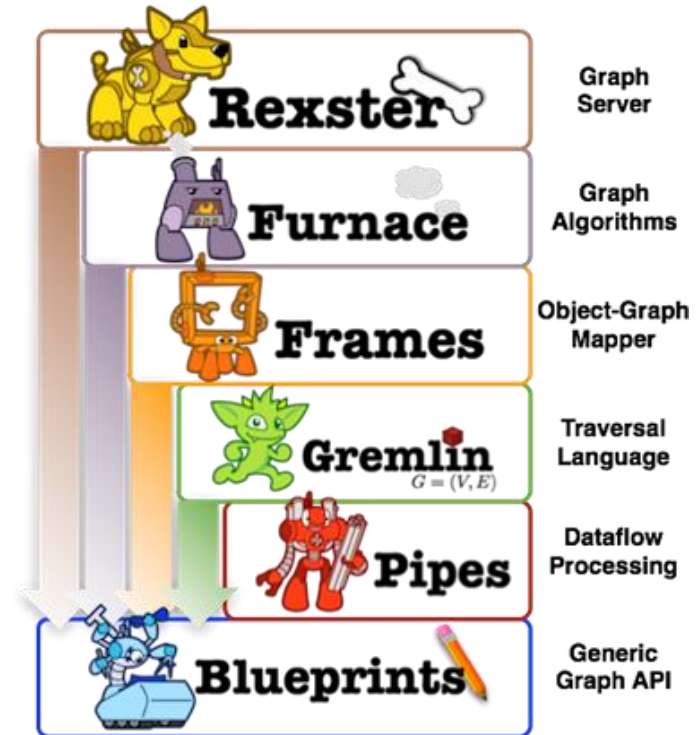 Rexster
Graph
Server
Furnace
Graph
Algorithms
Frames
Object-Graph
Mapper
Gremlin
G = (V, E)
Traversal
Language
Pipes
Dataflow
Processing
Blueprints
Generic
Graph API